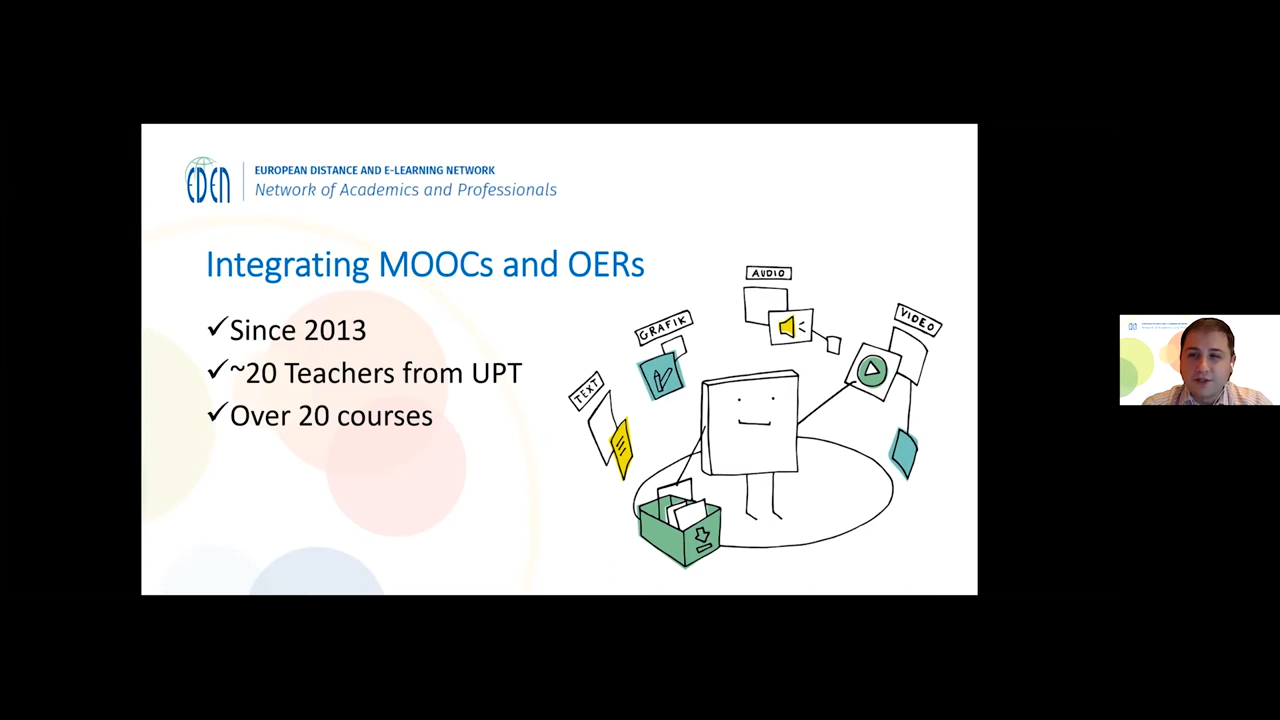 EDEN
EUROPEAN DISTANCE AND E-LEARNING NETWORK
Network of Academics and Professionals
Integrating MOOCs and OERs
✓Since 2013
✓~20 Teachers from UPT
✓Over 20 courses
TEXT
GRAFIK
AUDIO
VIDEO